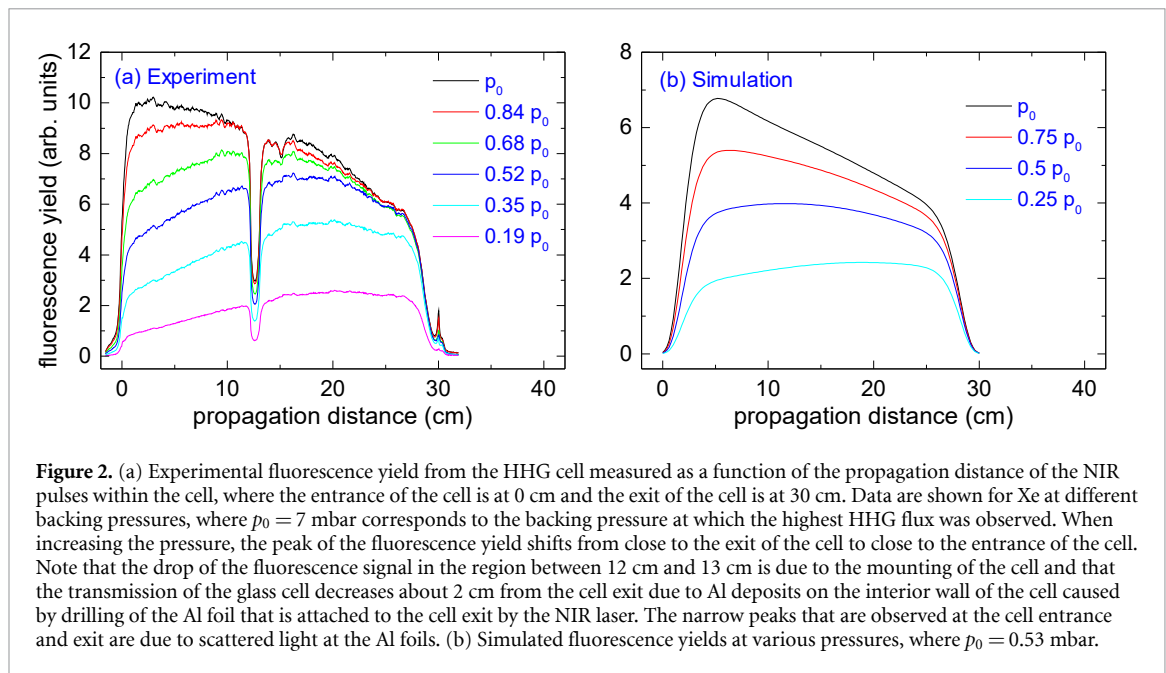 (a) Experiment
p0
0.84 p0
0.68 p0
0.52 p0
0.35 p0
0.19 p0
12
10
8
6
4
2
0
fluorescence yield (arb. units)
0 10 20 30 40
propagation distance (cm)
(b) Simulation
p0
0.75 p0
0.5 p0
0.25 p0
8
6
4
2
0
0 10 20 30 40
propagation distance (cm)
Figure 2. (a) Experimental fluorescence yield from the HHG cell measured as a function of the propagation distance of the NIR
pulses within the cell, where the entrance of the cell is at 0 cm and the exit of the cell is at 30 cm. Data are shown for Xe at different
backing pressures, where p0 = 7 mbar corresponds to the backing pressure at which the highest HHG flux was observed. When
increasing the pressure, the peak of the fluorescence yield shifts from close to the exit of the cell to close to the entrance of the cell.
Note that the drop of the fluorescence signal in the region between 12 cm and 13 cm is due to the mounting of the cell and that
the transmission of the glass cell decreases about 2 cm from the cell exit due to Al deposits on the interior wall of the cell caused
by drilling of the Al foil that is attached to the cell exit by the NIR laser. The narrow peaks that are observed at the cell entrance
and exit are due to scattered light at the Al foils. (b) Simulated fluorescence yields at various pressures, where p0 = 0.53 mbar.